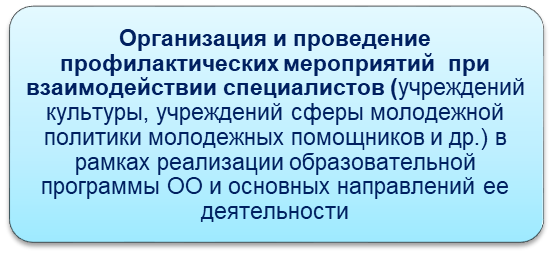 Организация и проведение
профилактических мероприятий  при
взаимодействии специалистов (учреждений
культуры, учреждений сферы молодежной
политики молодежных помощников и др.) в
рамках реализации образовательной
программы ОО и основных направлений ее
деятельности